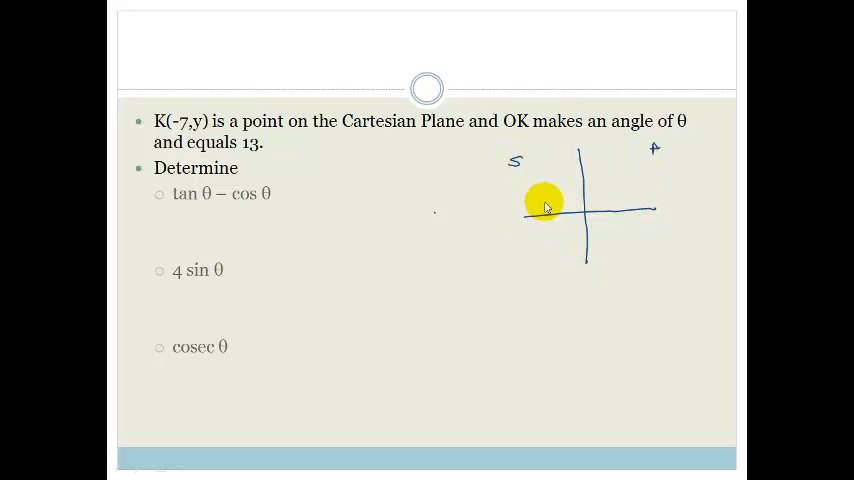 K(-7,y) is a point on the Cartesian Plane and OK makes an angle of θ
and equals 13.
Determine
tan θ – cos θ
S
A
4 sin θ
cosec θ